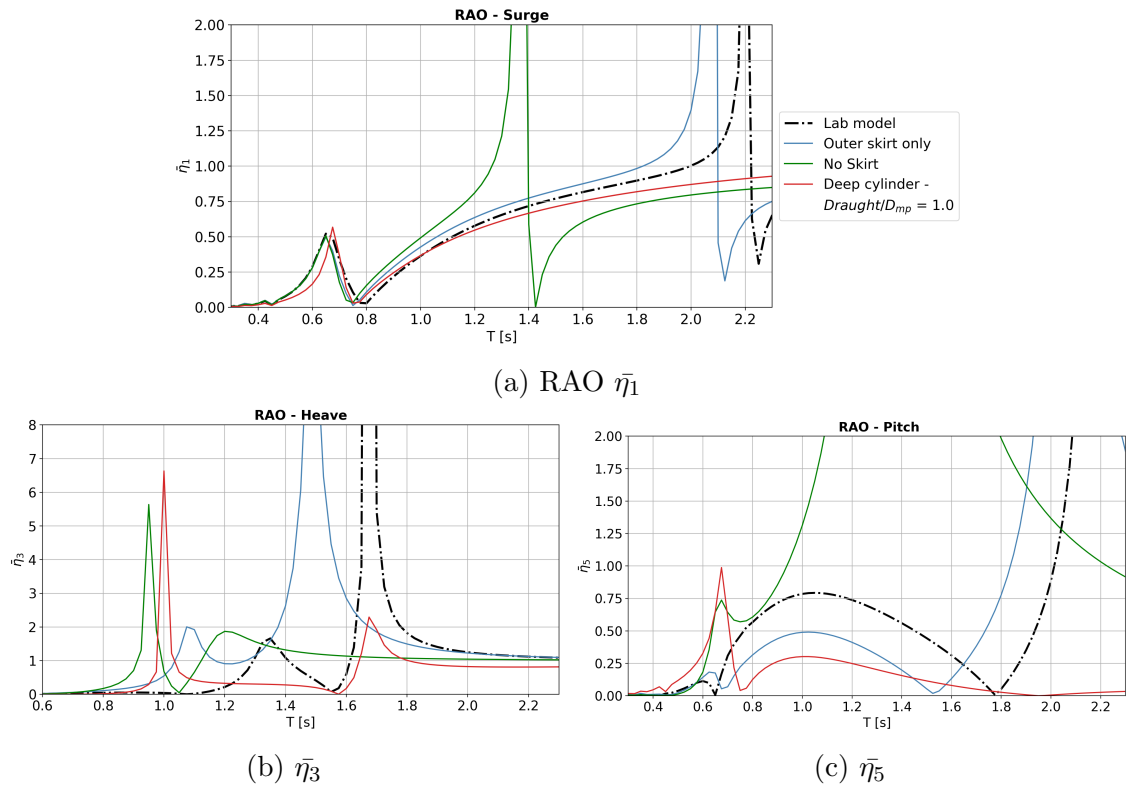 RAO - Surge
2.00
1.75
1.50
1.25
1.00
0.75
0.50
0.25
0.00
η̄₁
0.4 0.6 0.8 1.0 1.2 1.4 1.6 1.8 2.0 2.2
T [s]
Lab model
Outer skirt only
No Skirt
Deep cylinder -
Draught/Dmp = 1.0
(a) RAO η̄₁
RAO - Heave
8
7
6
5
4
3
2
1
0
η̄₃
0.6 0.8 1.0 1.2 1.4 1.6 1.8 2.0 2.2
T [s]
(b) η̄₃
RAO - Pitch
2.00
1.75
1.50
1.25
1.00
0.75
0.50
0.25
0.00
η̄₅
0.4 0.6 0.8 1.0 1.2 1.4 1.6 1.8 2.0 2.2
T [s]
(c) η̄₅